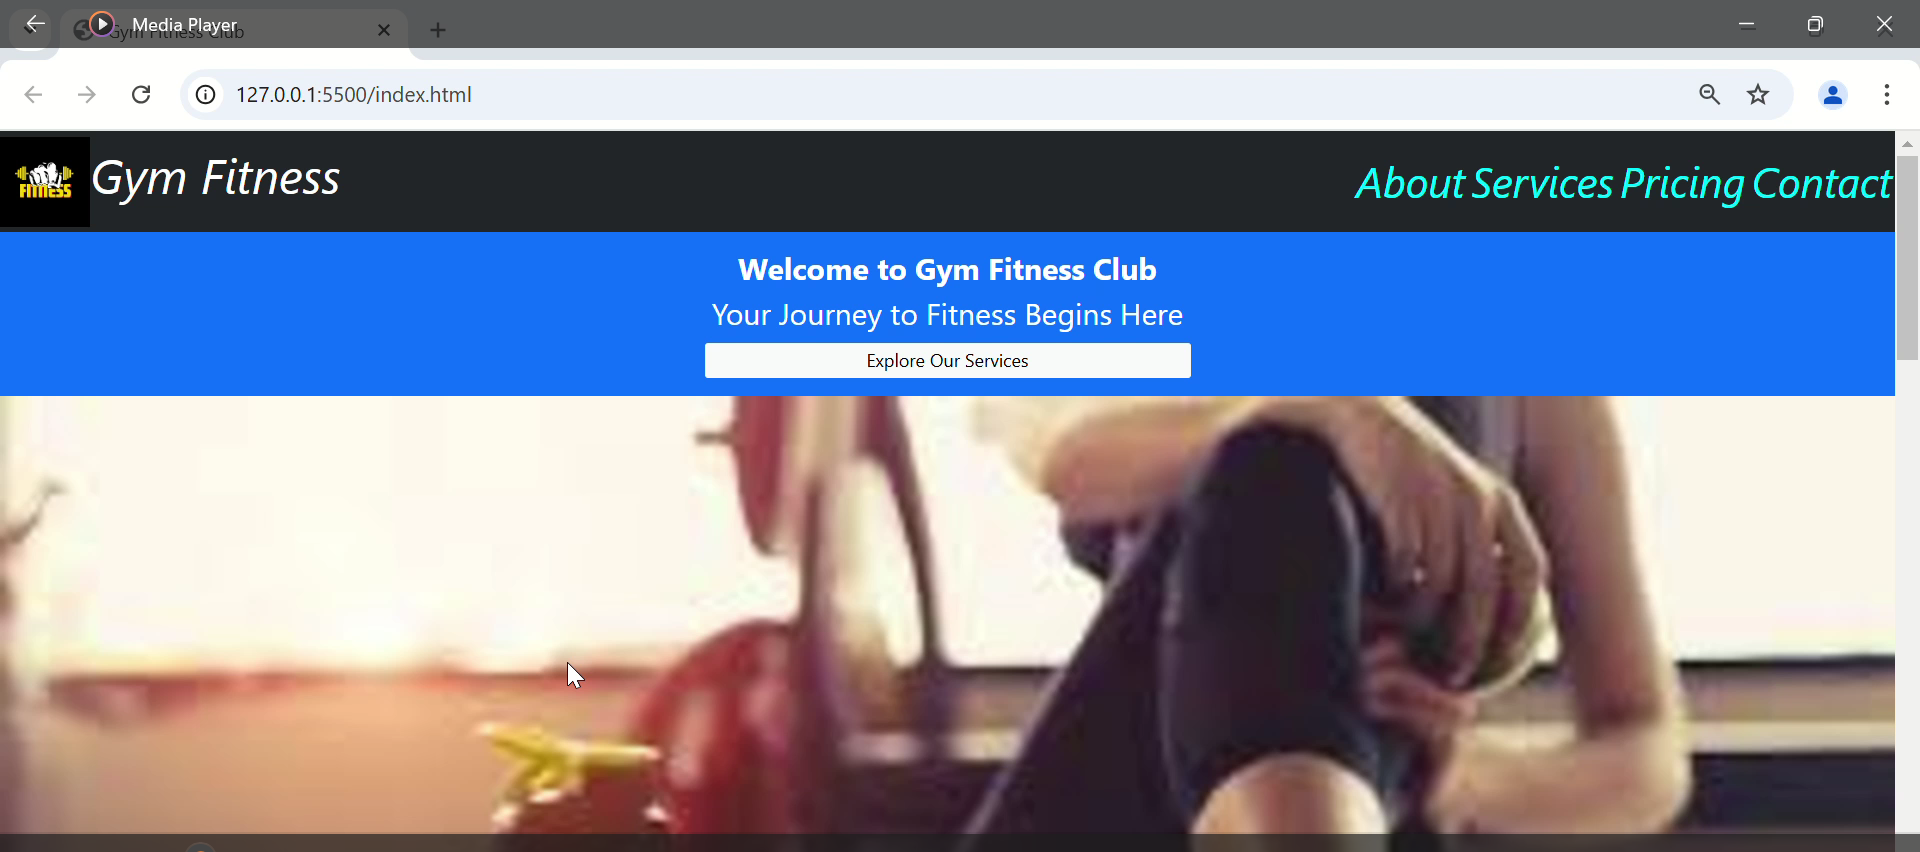 Media Player
Gym Fitness Club
127.0.0.1:5500/index.html
FITNESS
Gym Fitness
About Services Pricing Contact
Welcome to Gym Fitness Club
Your Journey to Fitness Begins Here
Explore Our Services